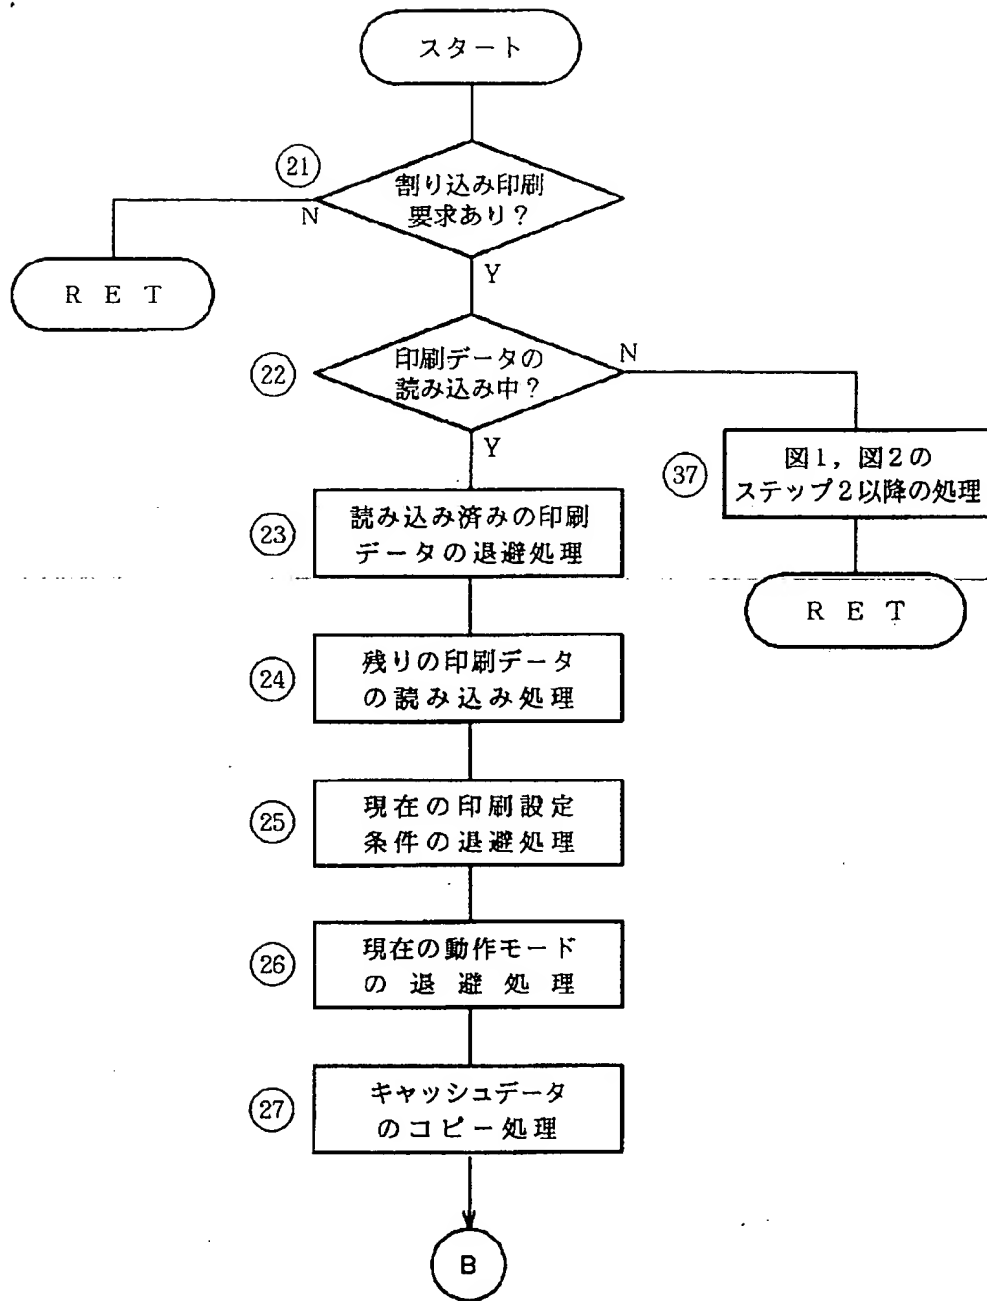 スタート
21
割り込み印刷
要求あり？
N
Y
RET
22
印刷データの
読み込み中？
N
Y
37
図1，図2の
ステップ2以降の処理
RET
23
読み込み済みの印刷
データの退避処理
24
残りの印刷データ
の読み込み処理
25
現在の印刷設定
条件の退避処理
26
現在の動作モード
の退避処理
27
キャッシュデータ
のコピー処理
B